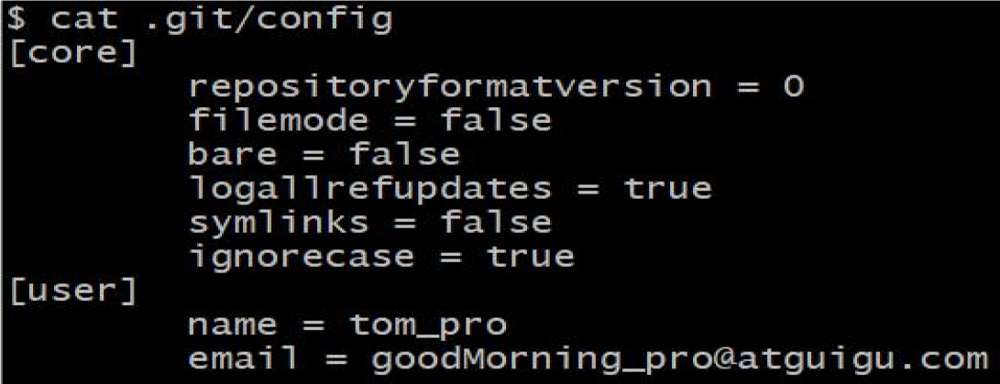 $ cat .git/config
[core]
        repositoryformatversion = 0
        filemode = false
        bare = false
        logallrefupdates = true
        symlinks = false
        ignorecase = true
[user]
        name = tom_pro
        email = goodMorning_pro@atguigu.com